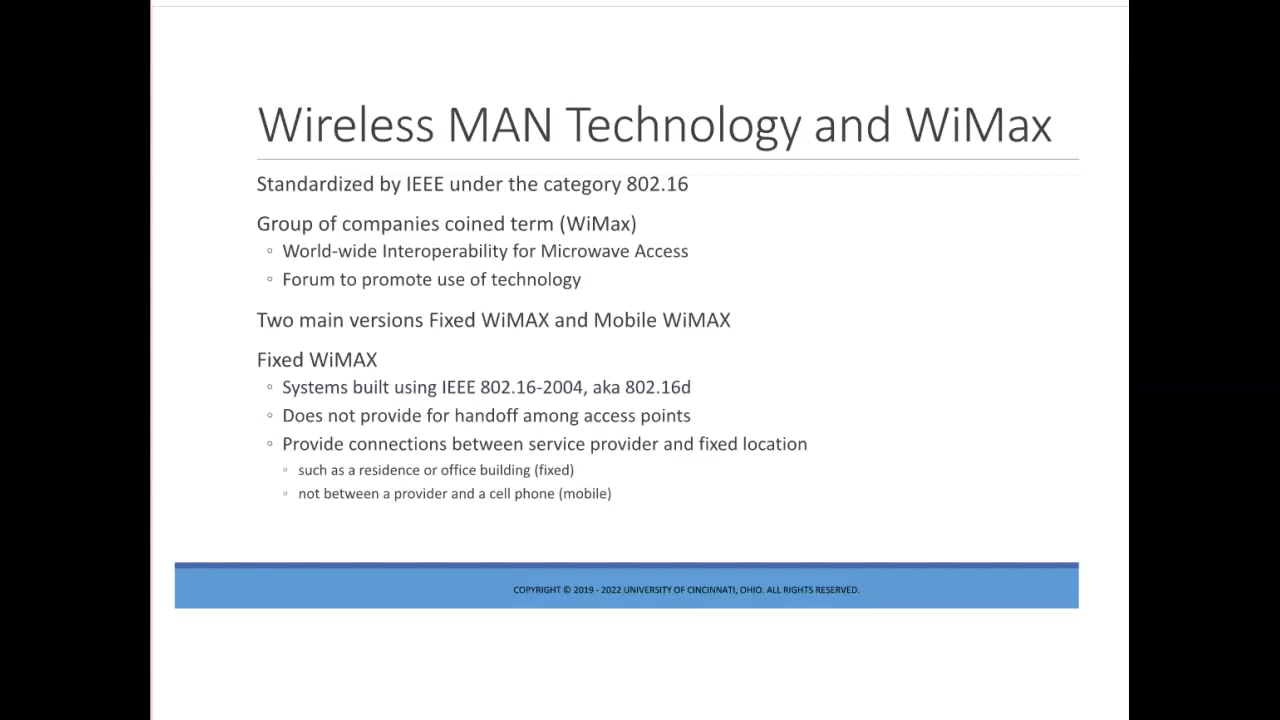 Wireless MAN Technology and WiMax
Standardized by IEEE under the category 802.16
Group of companies coined term (WiMax)
◦ World-wide Interoperability for Microwave Access
◦ Forum to promote use of technology
Two main versions Fixed WiMAX and Mobile WiMAX
Fixed WiMAX
◦ Systems built using IEEE 802.16-2004, aka 802.16d
◦ Does not provide for handoff among access points
◦ Provide connections between service provider and fixed location
◦ such as a residence or office building (fixed)
◦ not between a provider and a cell phone (mobile)
COPYRIGHT © 2019 - 2022 UNIVERSITY OF CINCINNATI, OHIO. ALL RIGHTS RESERVED.